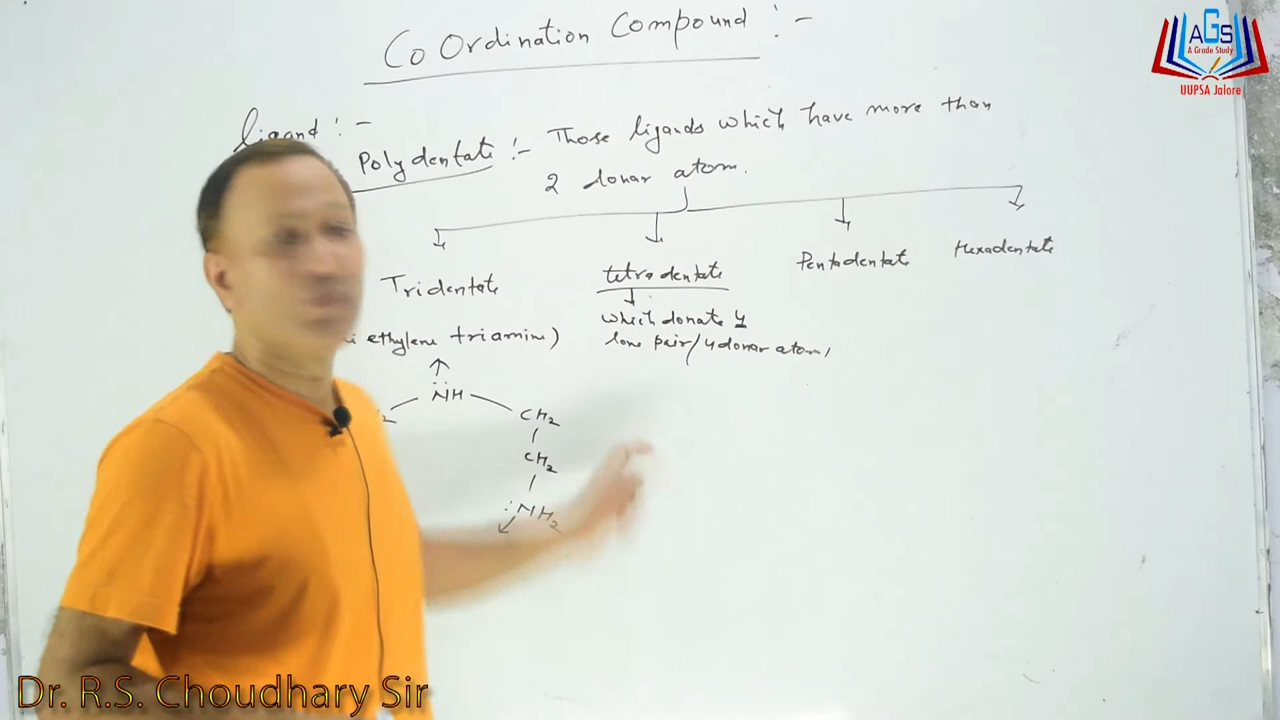 Co Ordination Compound :-
AGS
A Grade Study
UUPSA Jalore
ligand :-
Polydentate :- Those ligands which have more than
2 donar atom.
Tridentate
tetradentate
Pentadentate
Hexadentate
which donate 4
lone pair/4 donar atom,
ethylene triamine)
NH
CH2
CH2
:NH2
Dr. R.S. Choudhary Sir